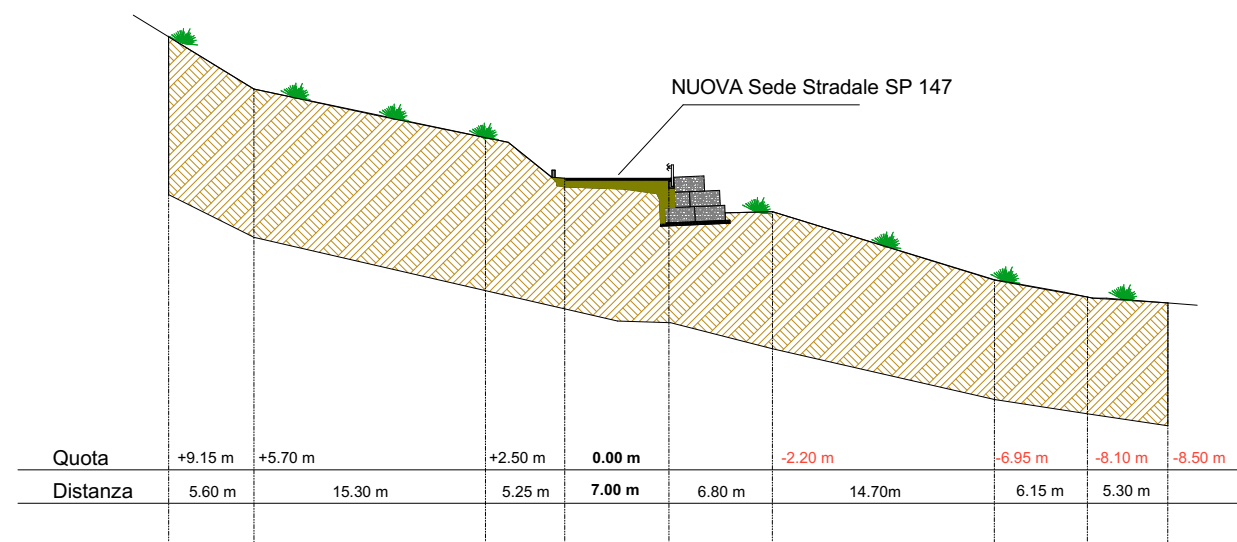 NUOVA Sede Stradale SP 147
Quota +9.15 m +5.70 m +2.50 m 0.00 m -2.20 m -6.95 m -8.10 m -8.50 m
Distanza 5.60 m 15.30 m 5.25 m 7.00 m 6.80 m 14.70m 6.15 m 5.30 m